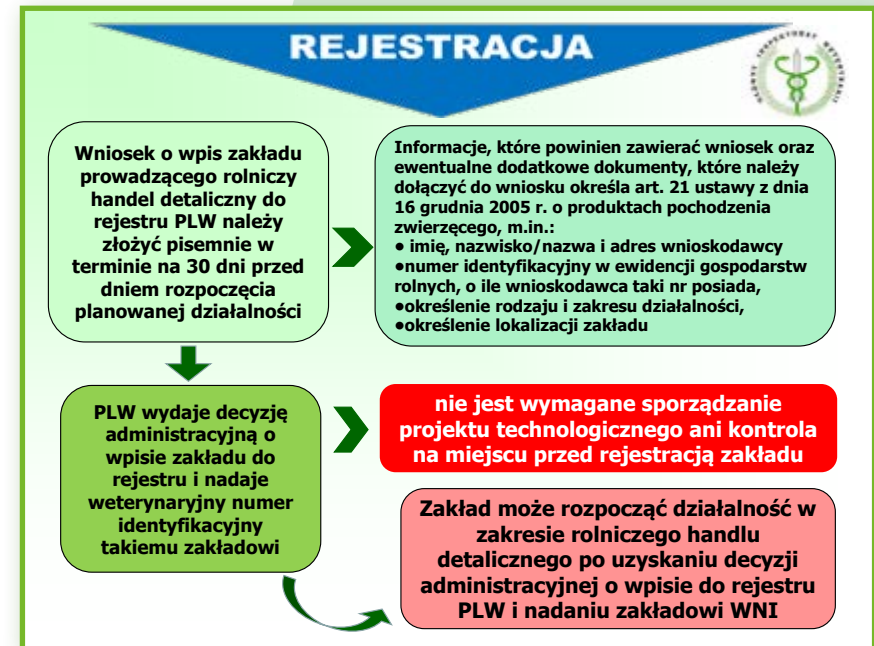 REJESTRACJA
GŁÓWNY INSPEKTORAT WETERYNARII
Wniosek o wpis zakładu
prowadzącego rolniczy
handel detaliczny do
rejestru PLW należy
złożyć pisemnie w
terminie na 30 dni przed
dniem rozpoczęcia
planowanej działalności
Informacje, które powinien zawierać wniosek oraz
ewentualne dodatkowe dokumenty, które należy
dołączyć do wniosku określa art. 21 ustawy z dnia
16 grudnia 2005 r. o produktach pochodzenia
zwierzęcego, m.in.:
● imię, nazwisko/nazwa i adres wnioskodawcy
●numer identyfikacyjny w ewidencji gospodarstw
rolnych, o ile wnioskodawca taki nr posiada,
●określenie rodzaju i zakresu działalności,
●określenie lokalizacji zakładu
PLW wydaje decyzję
administracyjną o
wpisie zakładu do
rejestru i nadaje
weterynaryjny numer
identyfikacyjny
takiemu zakładowi
nie jest wymagane sporządzanie
projektu technologicznego ani kontrola
na miejscu przed rejestracją zakładu
Zakład może rozpocząć działalność w
zakresie rolniczego handlu
detalicznego po uzyskaniu decyzji
administracyjnej o wpisie do rejestru
PLW i nadaniu zakładowi WNI